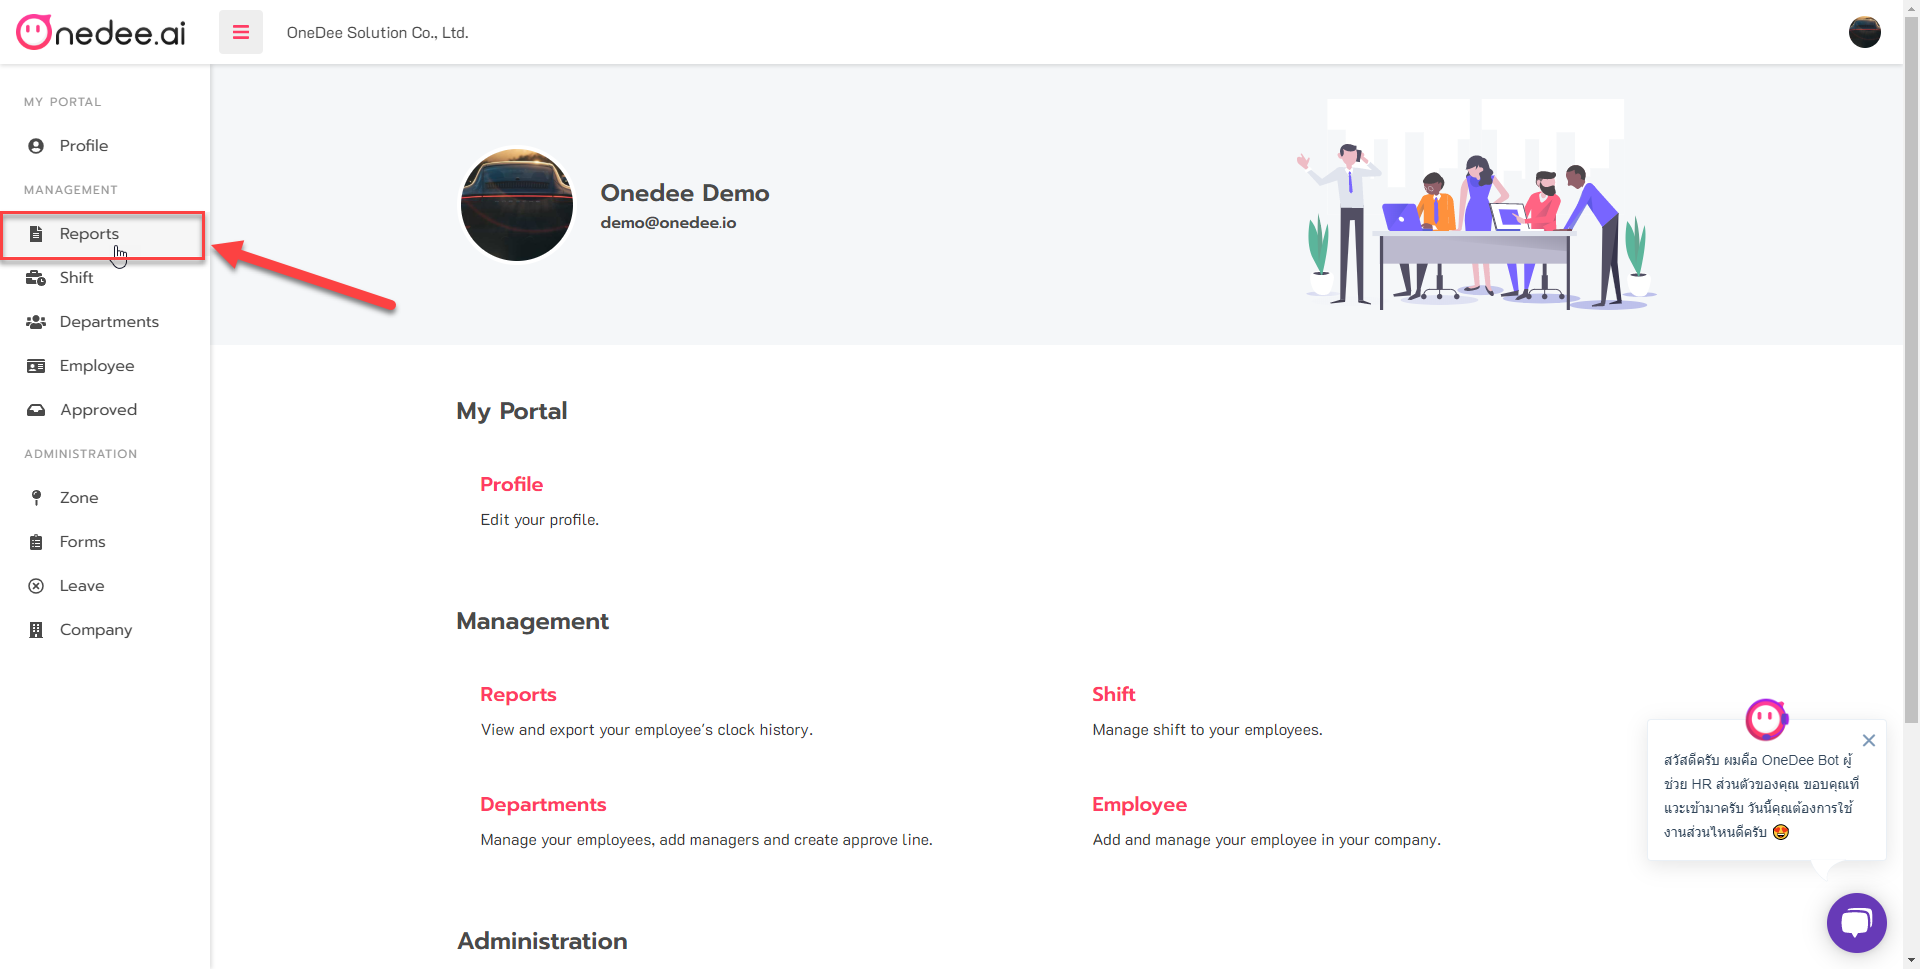 Onedee.ai
OneDee Solution Co., Ltd.
MY PORTAL
Profile
MANAGEMENT
Reports
Shift
Departments
Employee
Approved
ADMINISTRATION
Zone
Forms
Leave
Company
Onedee Demo
demo@onedee.io
My Portal
Profile
Edit your profile.
Management
Reports
View and export your employee's clock history.
Shift
Manage shift to your employees.
Departments
Manage your employees, add managers and create approve line.
Employee
Add and manage your employee in your company.
Administration
สวัสดีครับ ผมคือ OneDee Bot ผู้
ช่วย HR ส่วนตัวของคุณ ขอบคุณที่
แวะเข้ามาครับ วันนี้คุณต้องการใช้
งานส่วนไหนดีครับ 🤩